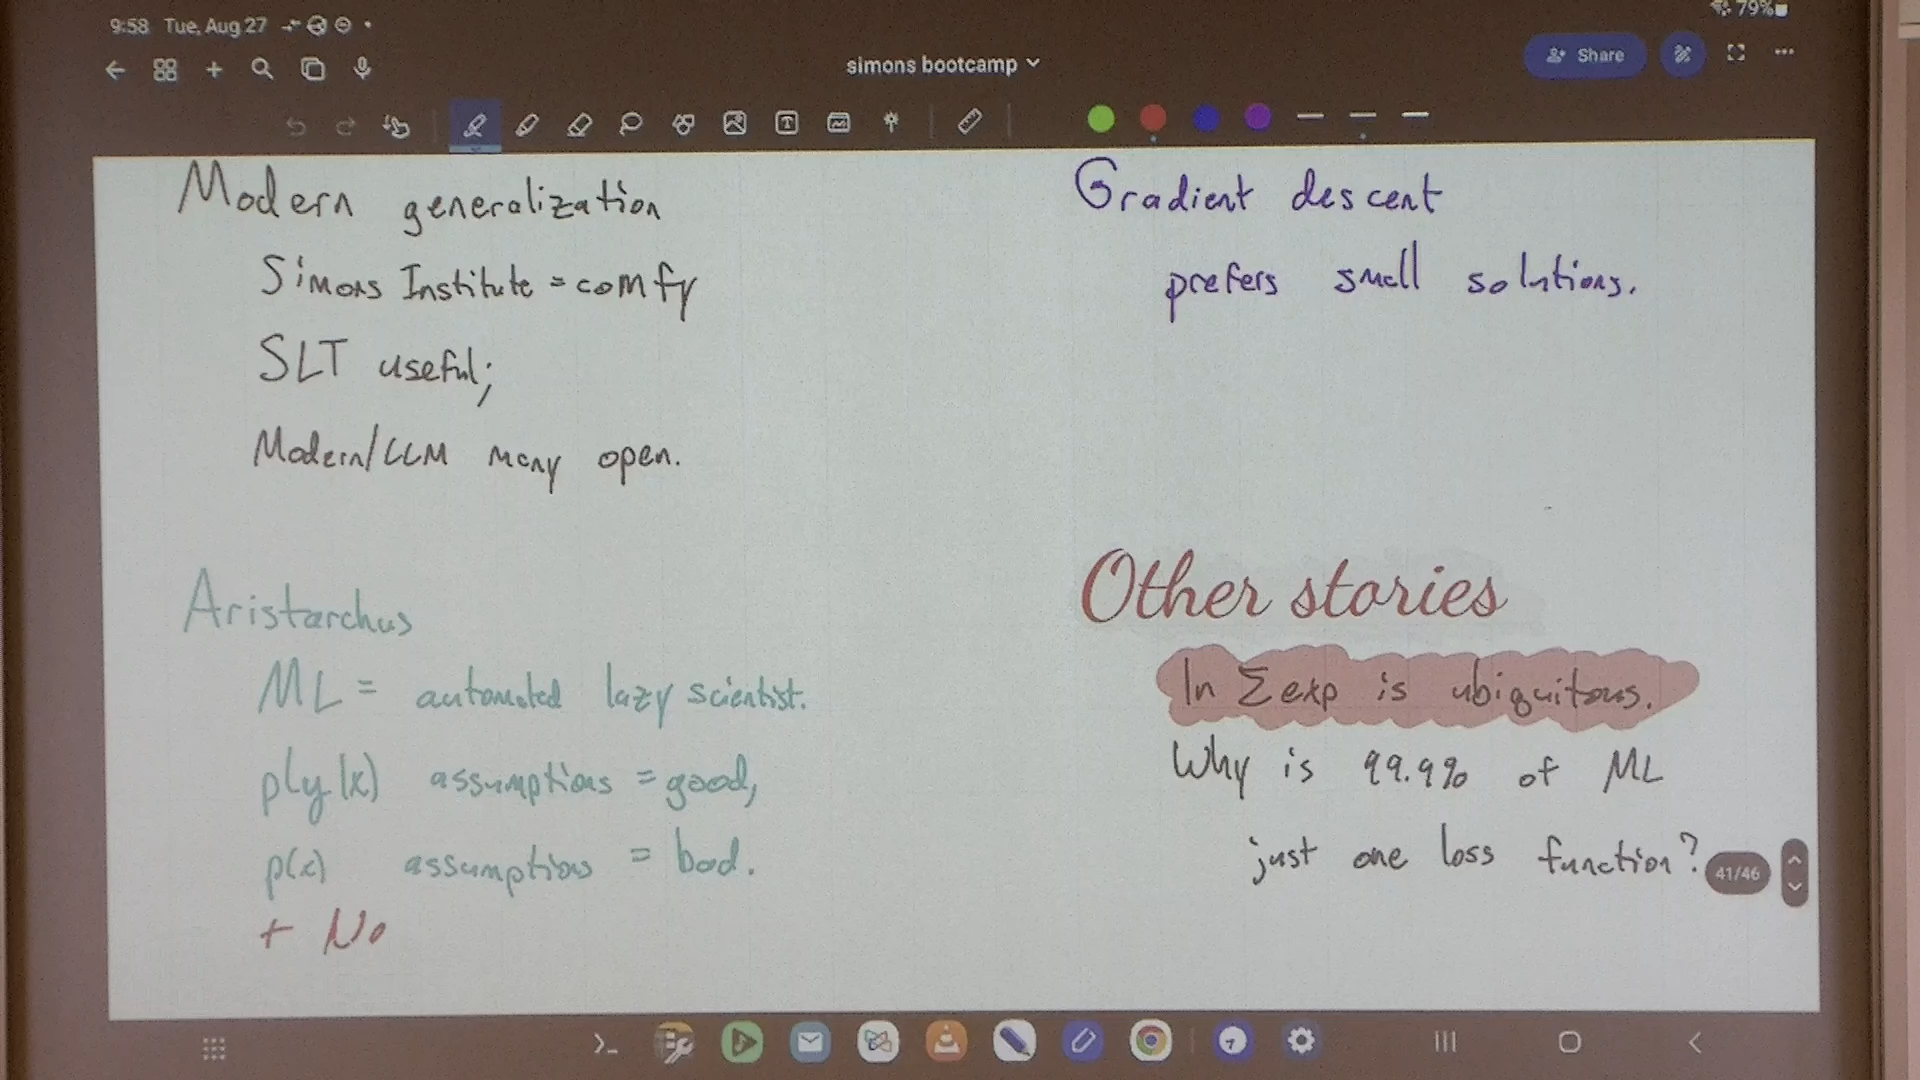 9:58 Tue, Aug 27
79%
simons bootcamp
Share
Modern generalization
Simons Institute = comfy
SLT useful;
Modern/LLM many open.
Aristarchus
ML = automated lazy scientist.
p(y|x) assumptions = good,
p(x) assumptions = bad.
+ No
Gradient descent
prefers small solutions.
Other stories
ln Σ exp is ubiquitous.
Why is 99.9% of ML
just one loss function?
41/46